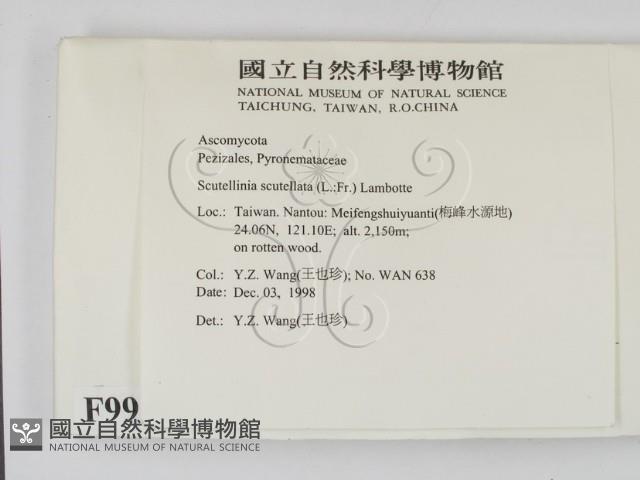 國立自然科學博物館
NATIONAL MUSEUM OF NATURAL SCIENCE
TAICHUNG, TAIWAN, R.O.CHINA
Ascomycota
Pezizales, Pyronemataceae
Scutellinia scutellata (L.:Fr.) Lambotte
Loc.: Taiwan. Nantou: Meifengshuiyuanti(梅峰水源地)
24.06N, 121.10E; alt. 2,150m;
on rotten wood.
Col.: Y.Z. Wang(王也珍); No. WAN 638
Date: Dec. 03, 1998
Det.: Y.Z. Wang(王也珍)
F99
國立自然科學博物館
NATIONAL MUSEUM OF NATURAL SCIENCE